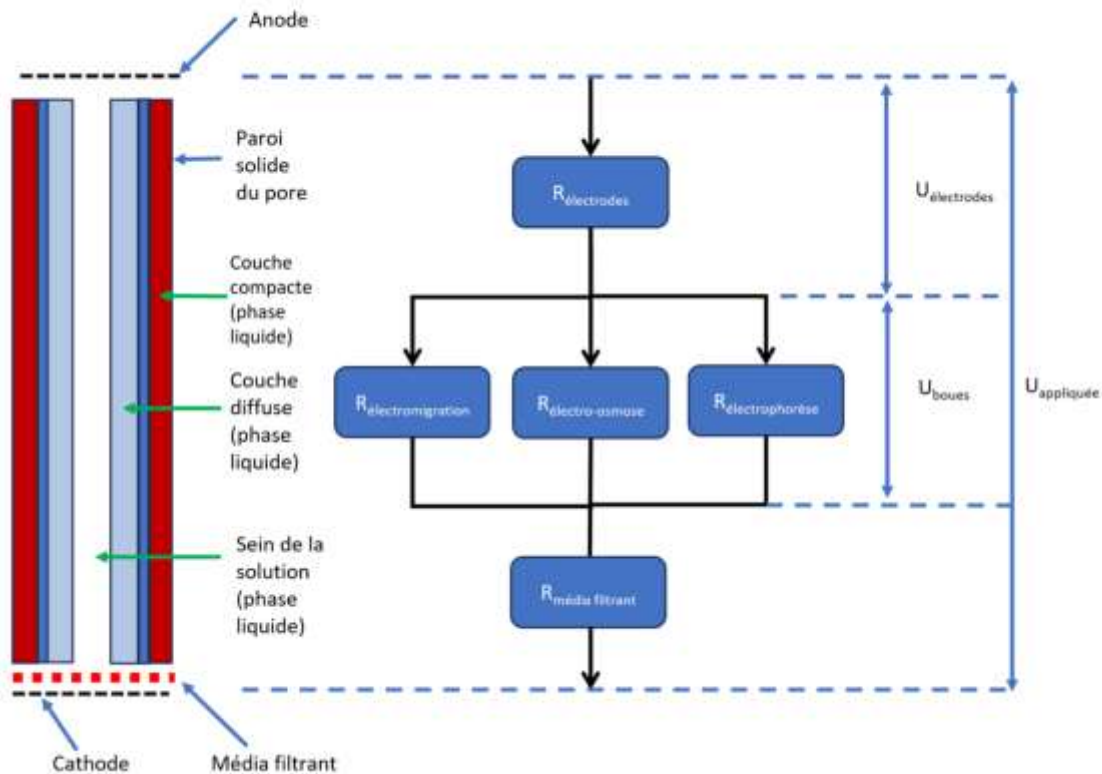 Anode
Paroi
solide
du pore
Couche
compacte
(phase
liquide)
Couche
diffuse
(phase
liquide)
Sein de la
solution
(phase
liquide)
Cathode
Média filtrant
Rélectrodes
Rélectromigration
Rélectro-osmose
Rélectrophorèse
Rmédia filtrant
Uélectrodes
Uboues
Uappliquée